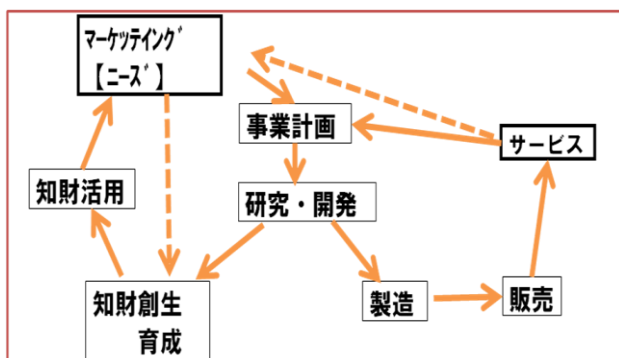 ﾏｰｹｯﾃｲﾝｸﾞ
【ﾆｰｽﾞ】
事業計画
サービス
知財活用
研究・開発
知財創生
育成
製造
販売